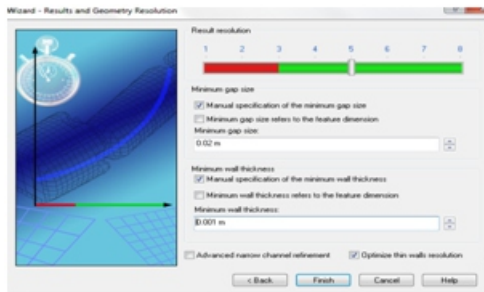 Wizard - Results and Geometry Resolution
Result resolution
1 2 3 4 5 6 7 8
Minimum gap size
Manual specification of the minimum gap size
Minimum gap size refers to the feature dimension
Minimum gap size:
0.02 m
Minimum wall thickness
Manual specification of the minimum wall thickness
Minimum wall thickness refers to the feature dimension
Minimum wall thickness:
0.001 m
Advanced narrow channel refinement Optimize thin walls resolution
< Back Finish Cancel Help